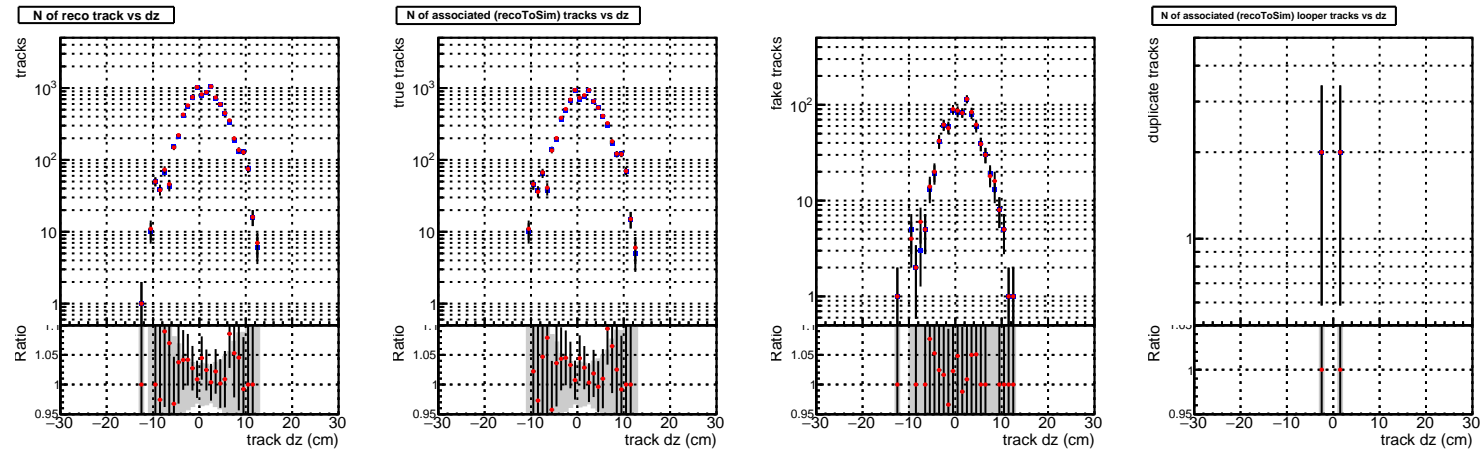 N of reco track vs dz
tracks
10³
10²
10
1
Ratio
1.05
1
0.95
−30 −20 −10 0 10 20 30
track dz (cm)
N of associated (recoToSim) tracks vs dz
true tracks
10³
10²
10
1
Ratio
1.05
1
0.95
−30 −20 −10 0 10 20 30
track dz (cm)
fake tracks
10²
10
1
Ratio
1.05
1
0.95
−30 −20 −10 0 10 20 30
track dz (cm)
N of associated (recoToSim) looper tracks vs dz
duplicate tracks
1
Ratio
1
0.95
−30 −20 −10 0 10 20 30
track dz (cm)